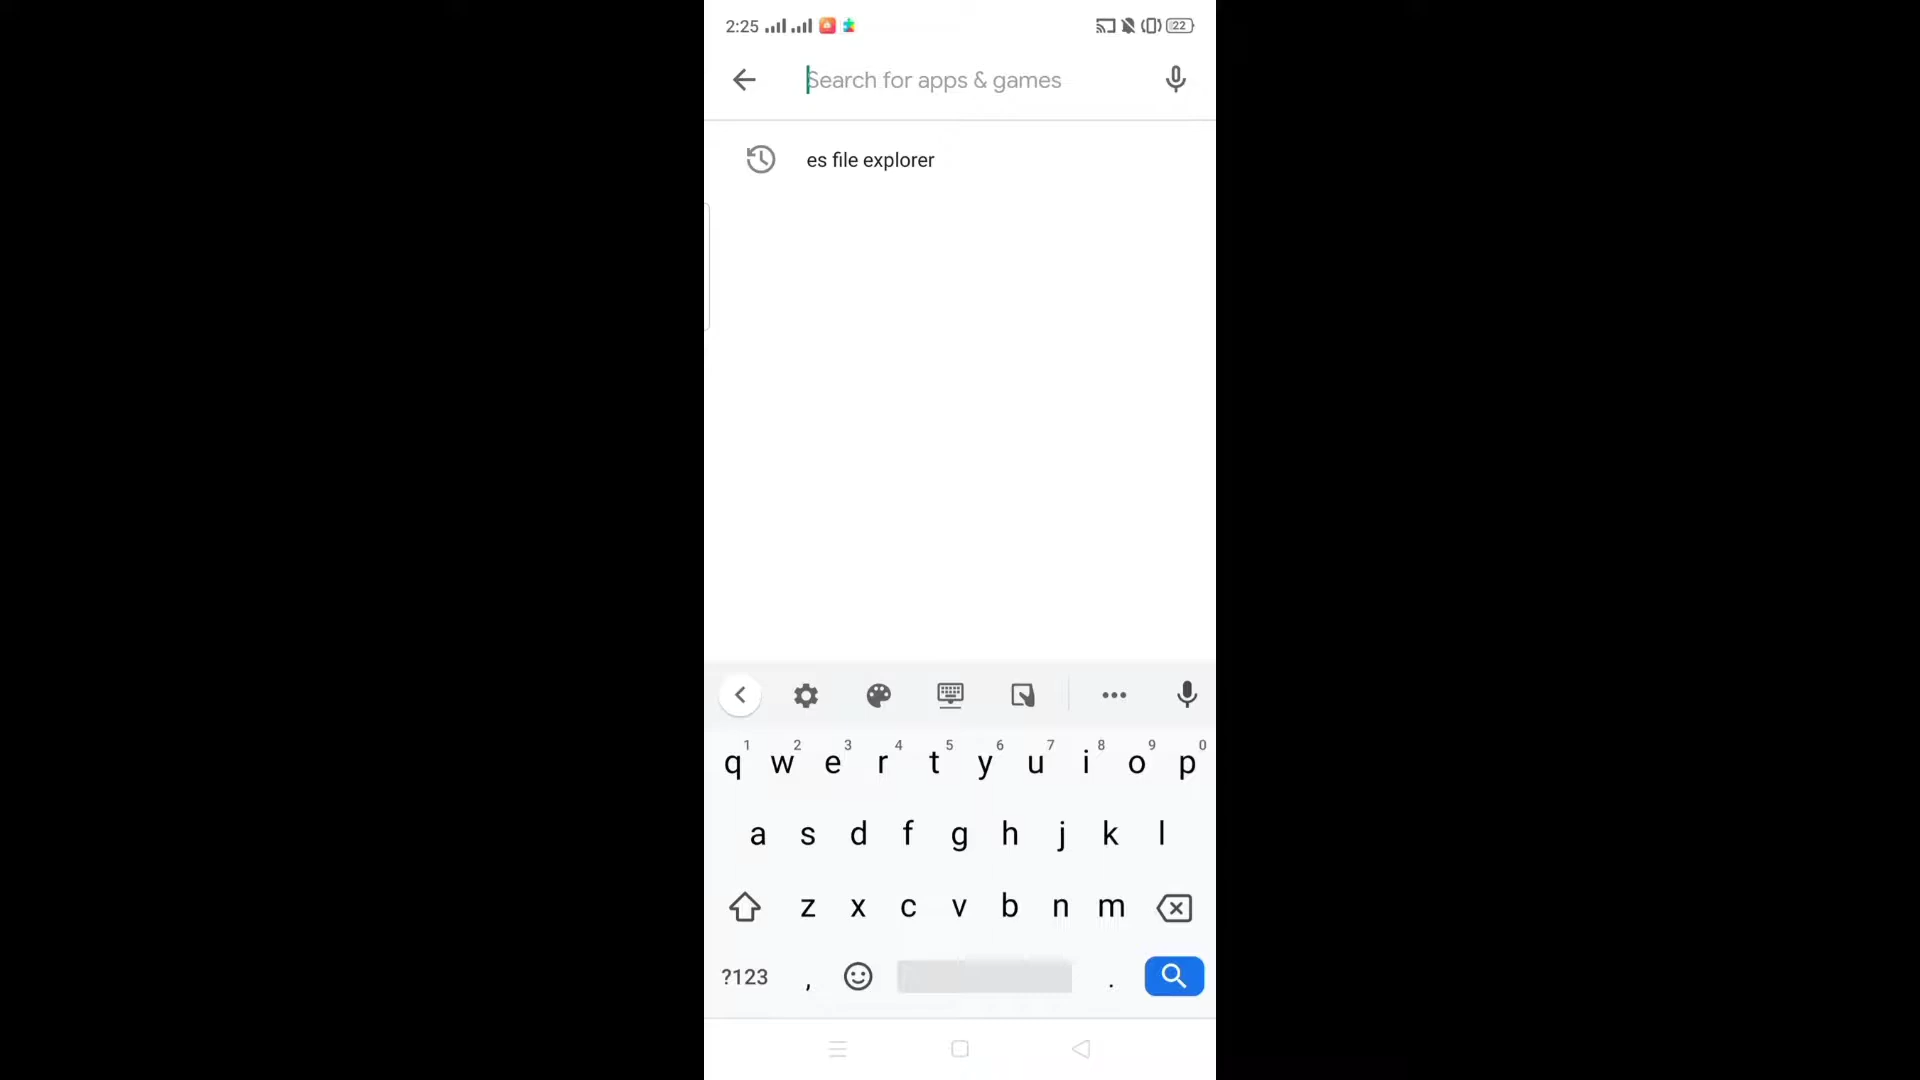 2:25 22
Search for apps & games
es file explorer
1 2 3 4 5 6 7 8 9 0
q w e r t y u i o p
a s d f g h j k l
z x c v b n m
?123 , .